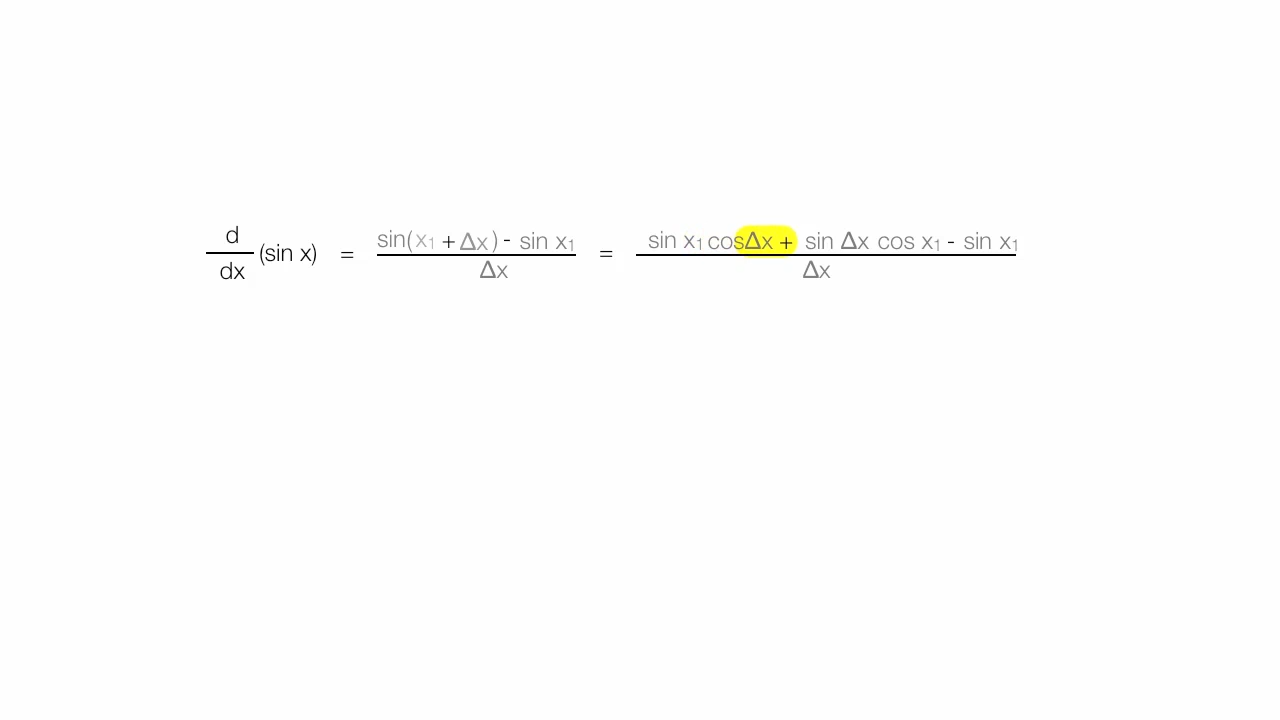 d/dx (sin x) = sin(x₁ + Δx) - sin x₁ / Δx = sin x₁ cosΔx + sin Δx cos x₁ - sin x₁ / Δx